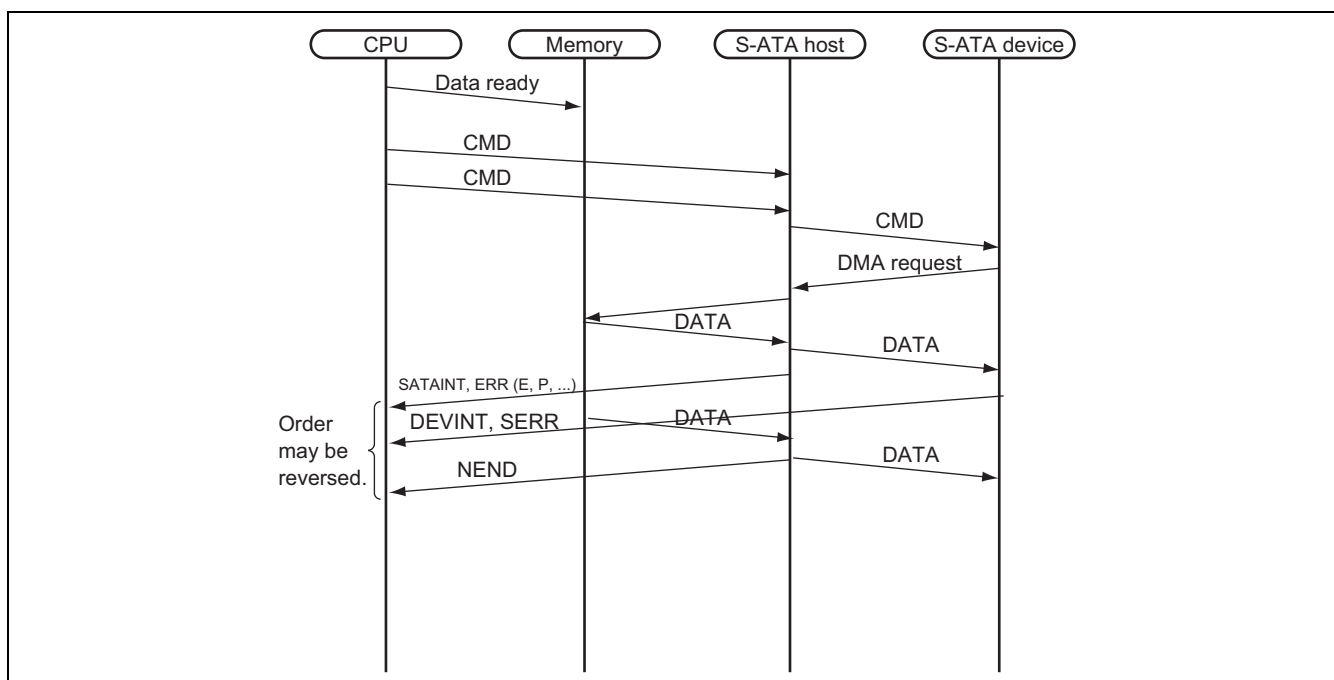 CPU
Memory
S-ATA host
S-ATA device
Data ready
CMD
CMD
CMD
DMA request
DATA
DATA
SATAINT, ERR (E, P, ...)
Order
may be
reversed.
DEVINT, SERR
DATA
DATA
NEND